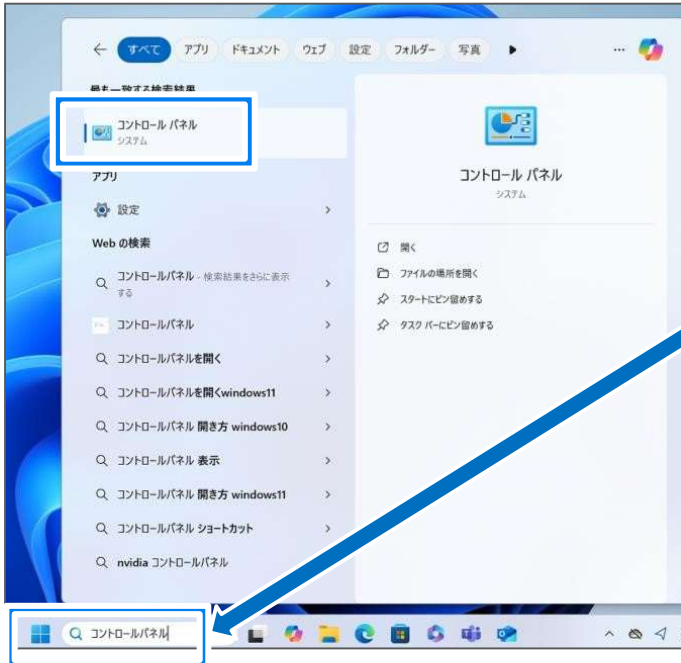 すべて アプリ ドキュメント ウェブ 設定 フォルダー 写真
最も一致する検索結果
コントロール パネル
システム
アプリ
設定
Web の検索
コントロールパネル - 検索結果をさらに表示
する
コントロールパネル
コントロールパネルを開く
コントロールパネルを開くwindows11
コントロールパネル 開き方 windows10
コントロールパネル 表示
コントロールパネル 開き方 windows11
コントロールパネル ショートカット
nvidia コントロールパネル
コントロール パネル
システム
開く
ファイルの場所を開く
スタートにピン留めする
タスク バーにピン留めする
コントロールパネル